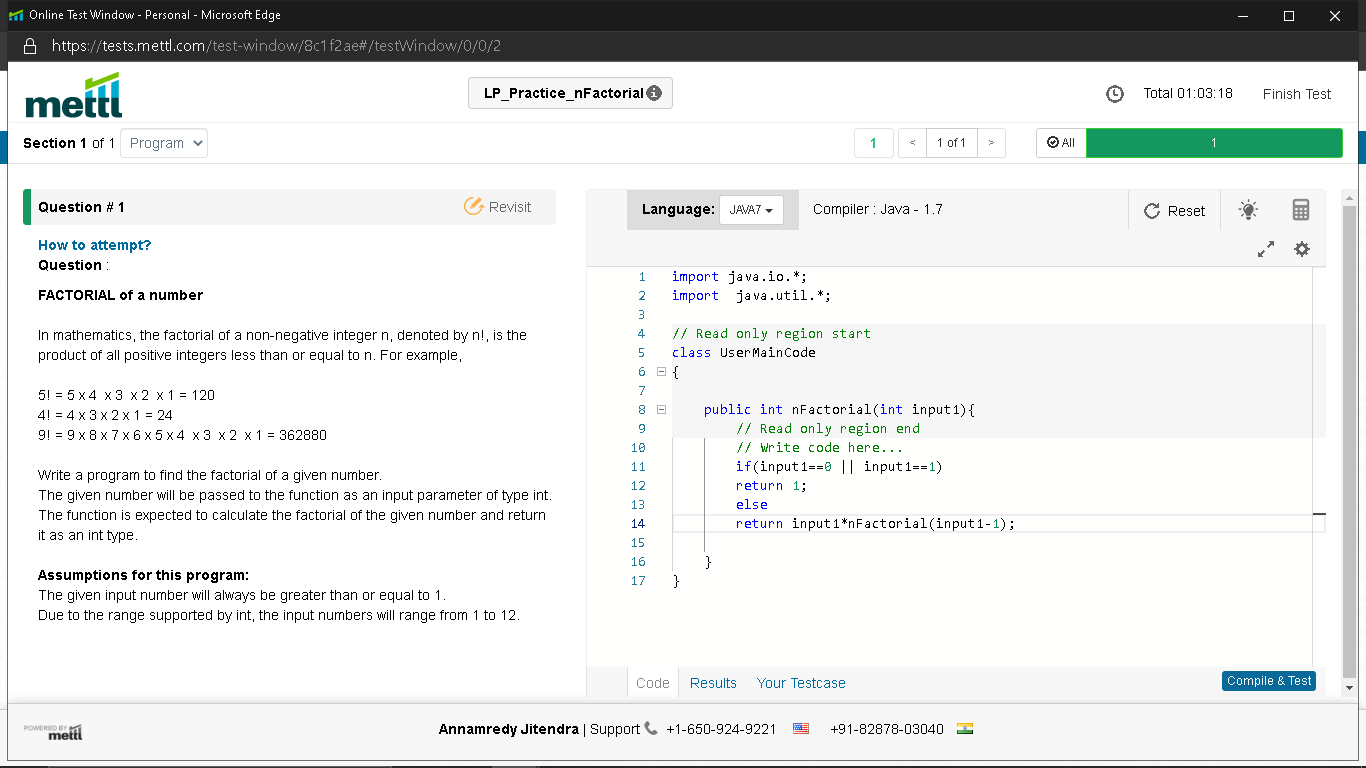 Online Test Window - Personal - Microsoft Edge
https://tests.mettl.com/test-window/8c1f2ae#/testWindow/0/0/2
mettl
LP_Practice_nFactorial
Total 01:03:18
Finish Test
Section 1 of 1 Program
1
< 1 of 1 >
All
1
Question # 1
Revisit
How to attempt?
Question :
FACTORIAL of a number
In mathematics, the factorial of a non-negative integer n, denoted by n!, is the
product of all positive integers less than or equal to n. For example,
5! = 5 x 4 x 3 x 2 x 1 = 120
4! = 4 x 3 x 2 x 1 = 24
9! = 9 x 8 x 7 x 6 x 5 x 4 x 3 x 2 x 1 = 362880
Write a program to find the factorial of a given number.
The given number will be passed to the function as an input parameter of type int.
The function is expected to calculate the factorial of the given number and return
it as an int type.
Assumptions for this program:
The given input number will always be greater than or equal to 1.
Due to the range supported by int, the input numbers will range from 1 to 12.
Language: JAVA7
Compiler : Java - 1.7
Reset
1 import java.io.*;
2 import  java.util.*;
3
4 // Read only region start
5 class UserMainCode
6 {
7
8 public int nFactorial(int input1){
9 // Read only region end
10 // Write code here...
11 if(input1==0 || input1==1)
12 return 1;
13 else
14 return input1*nFactorial(input1-1);
15
16 }
17 }
Code
Results
Your Testcase
Compile & Test
POWERED BY
mettl
Annamredy Jitendra | Support +1-650-924-9221 +91-82878-03040